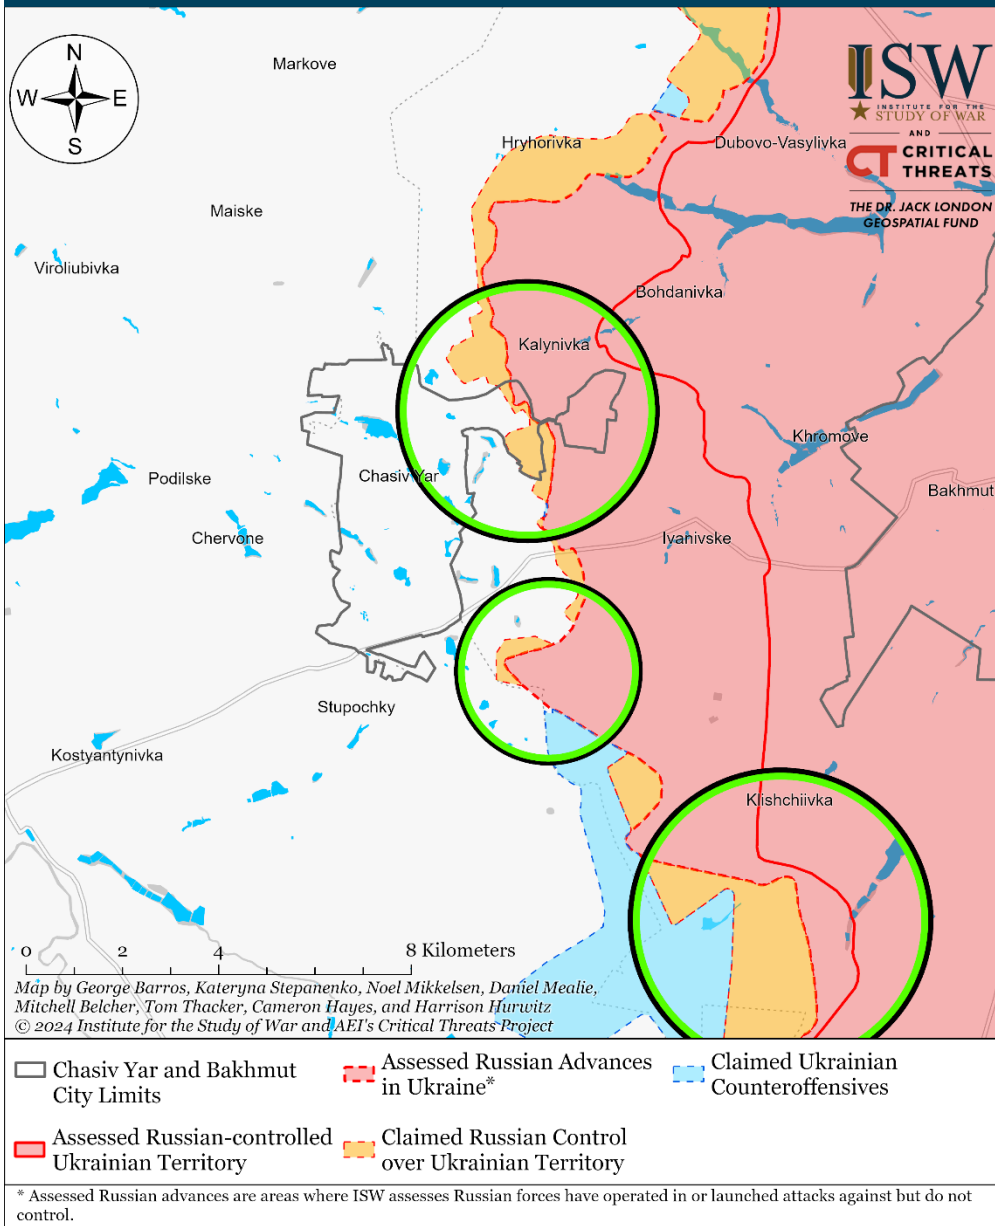 N
W
E
S
Markove
ISW
INSTITUTE FOR THE
STUDY OF WAR
AND
CT CRITICAL
THREATS
THE DR. JACK LONDON
GEOSPATIAL FUND
Hryhorivka
Dubovo-Vasylivka
Maiske
Viroliubivka
Bohdanivka
Kalynivka
Khromove
Podilske
Chasiv Yar
Bakhmut
Chervone
Ivanivske
Stupochky
Kostyantynivka
Klishchiivka
0 2 4 8 Kilometers
Map by George Barros, Kateryna Stepanenko, Noel Mikkelsen, Daniel Mealie,
Mitchell Belcher, Tom Thacker, Cameron Hayes, and Harrison Hurwitz
© 2024 Institute for the Study of War and AEI's Critical Threats Project
Chasiv Yar and Bakhmut
City Limits
Assessed Russian Advances
in Ukraine*
Claimed Ukrainian
Counteroffensives
Assessed Russian-controlled
Ukrainian Territory
Claimed Russian Control
over Ukrainian Territory
* Assessed Russian advances are areas where ISW assesses Russian forces have operated in or launched attacks against but do not
control.